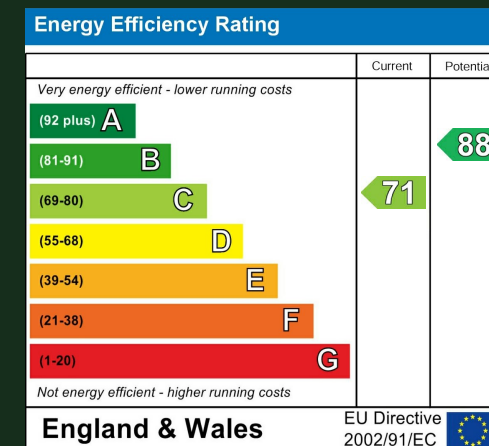 Energy Efficiency Rating
Current Potentia
Very energy efficient - lower running costs
(92 plus) A
(81-91) B
88
(69-80) C
71
(55-68) D
(39-54) E
(21-38) F
(1-20) G
Not energy efficient - higher running costs
England & Wales
EU Directive
2002/91/EC